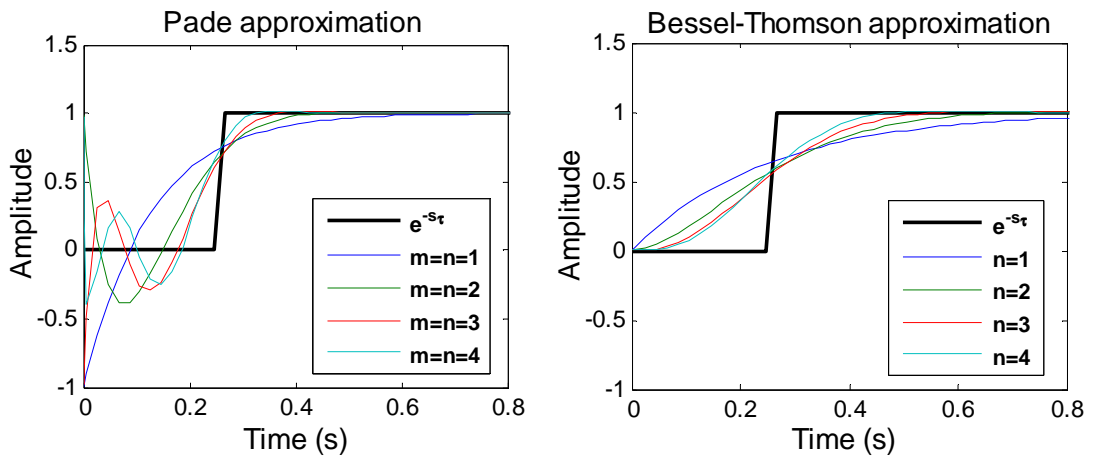 Pade approximation
1.5
1
0.5
0
-0.5
-1
Amplitude
e^-sτ
m=n=1
m=n=2
m=n=3
m=n=4
0 0.2 0.4 0.6 0.8
Time (s)
Bessel-Thomson approximation
1.5
1
0.5
0
-0.5
-1
Amplitude
e^-sτ
n=1
n=2
n=3
n=4
0 0.2 0.4 0.6 0.8
Time (s)